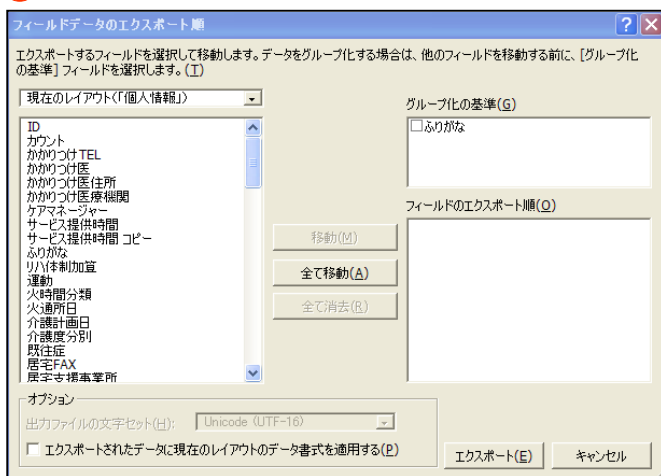 フィールドデータのエクスポート順
エクスポートするフィールドを選択して移動します。データをグループ化する場合は、他のフィールドを移動する前に、[グループ化
の基準] フィールドを選択します。(T)
現在のレイアウト(「個人情報」)
グループ化の基準(G)
ID
カウント
かかりつけTEL
かかりつけ医
かかりつけ医住所
かかりつけ医療機関
ケアマネージャー
サービス提供時間
サービス提供時間 コピー
ふりがな
リハ体制加算
運動
火時間分類
火通所日
介護計画日
介護度分別
既往症
居宅FAX
居宅支援事業所
ふりがな
フィールドのエクスポート順(O)
移動(M)
全て移動(A)
全て消去(R)
オプション
出力ファイルの文字セット(H): Unicode (UTF-16)
エクスポートされたデータに現在のレイアウトのデータ書式を適用する(P)
エクスポート(E)
キャンセル